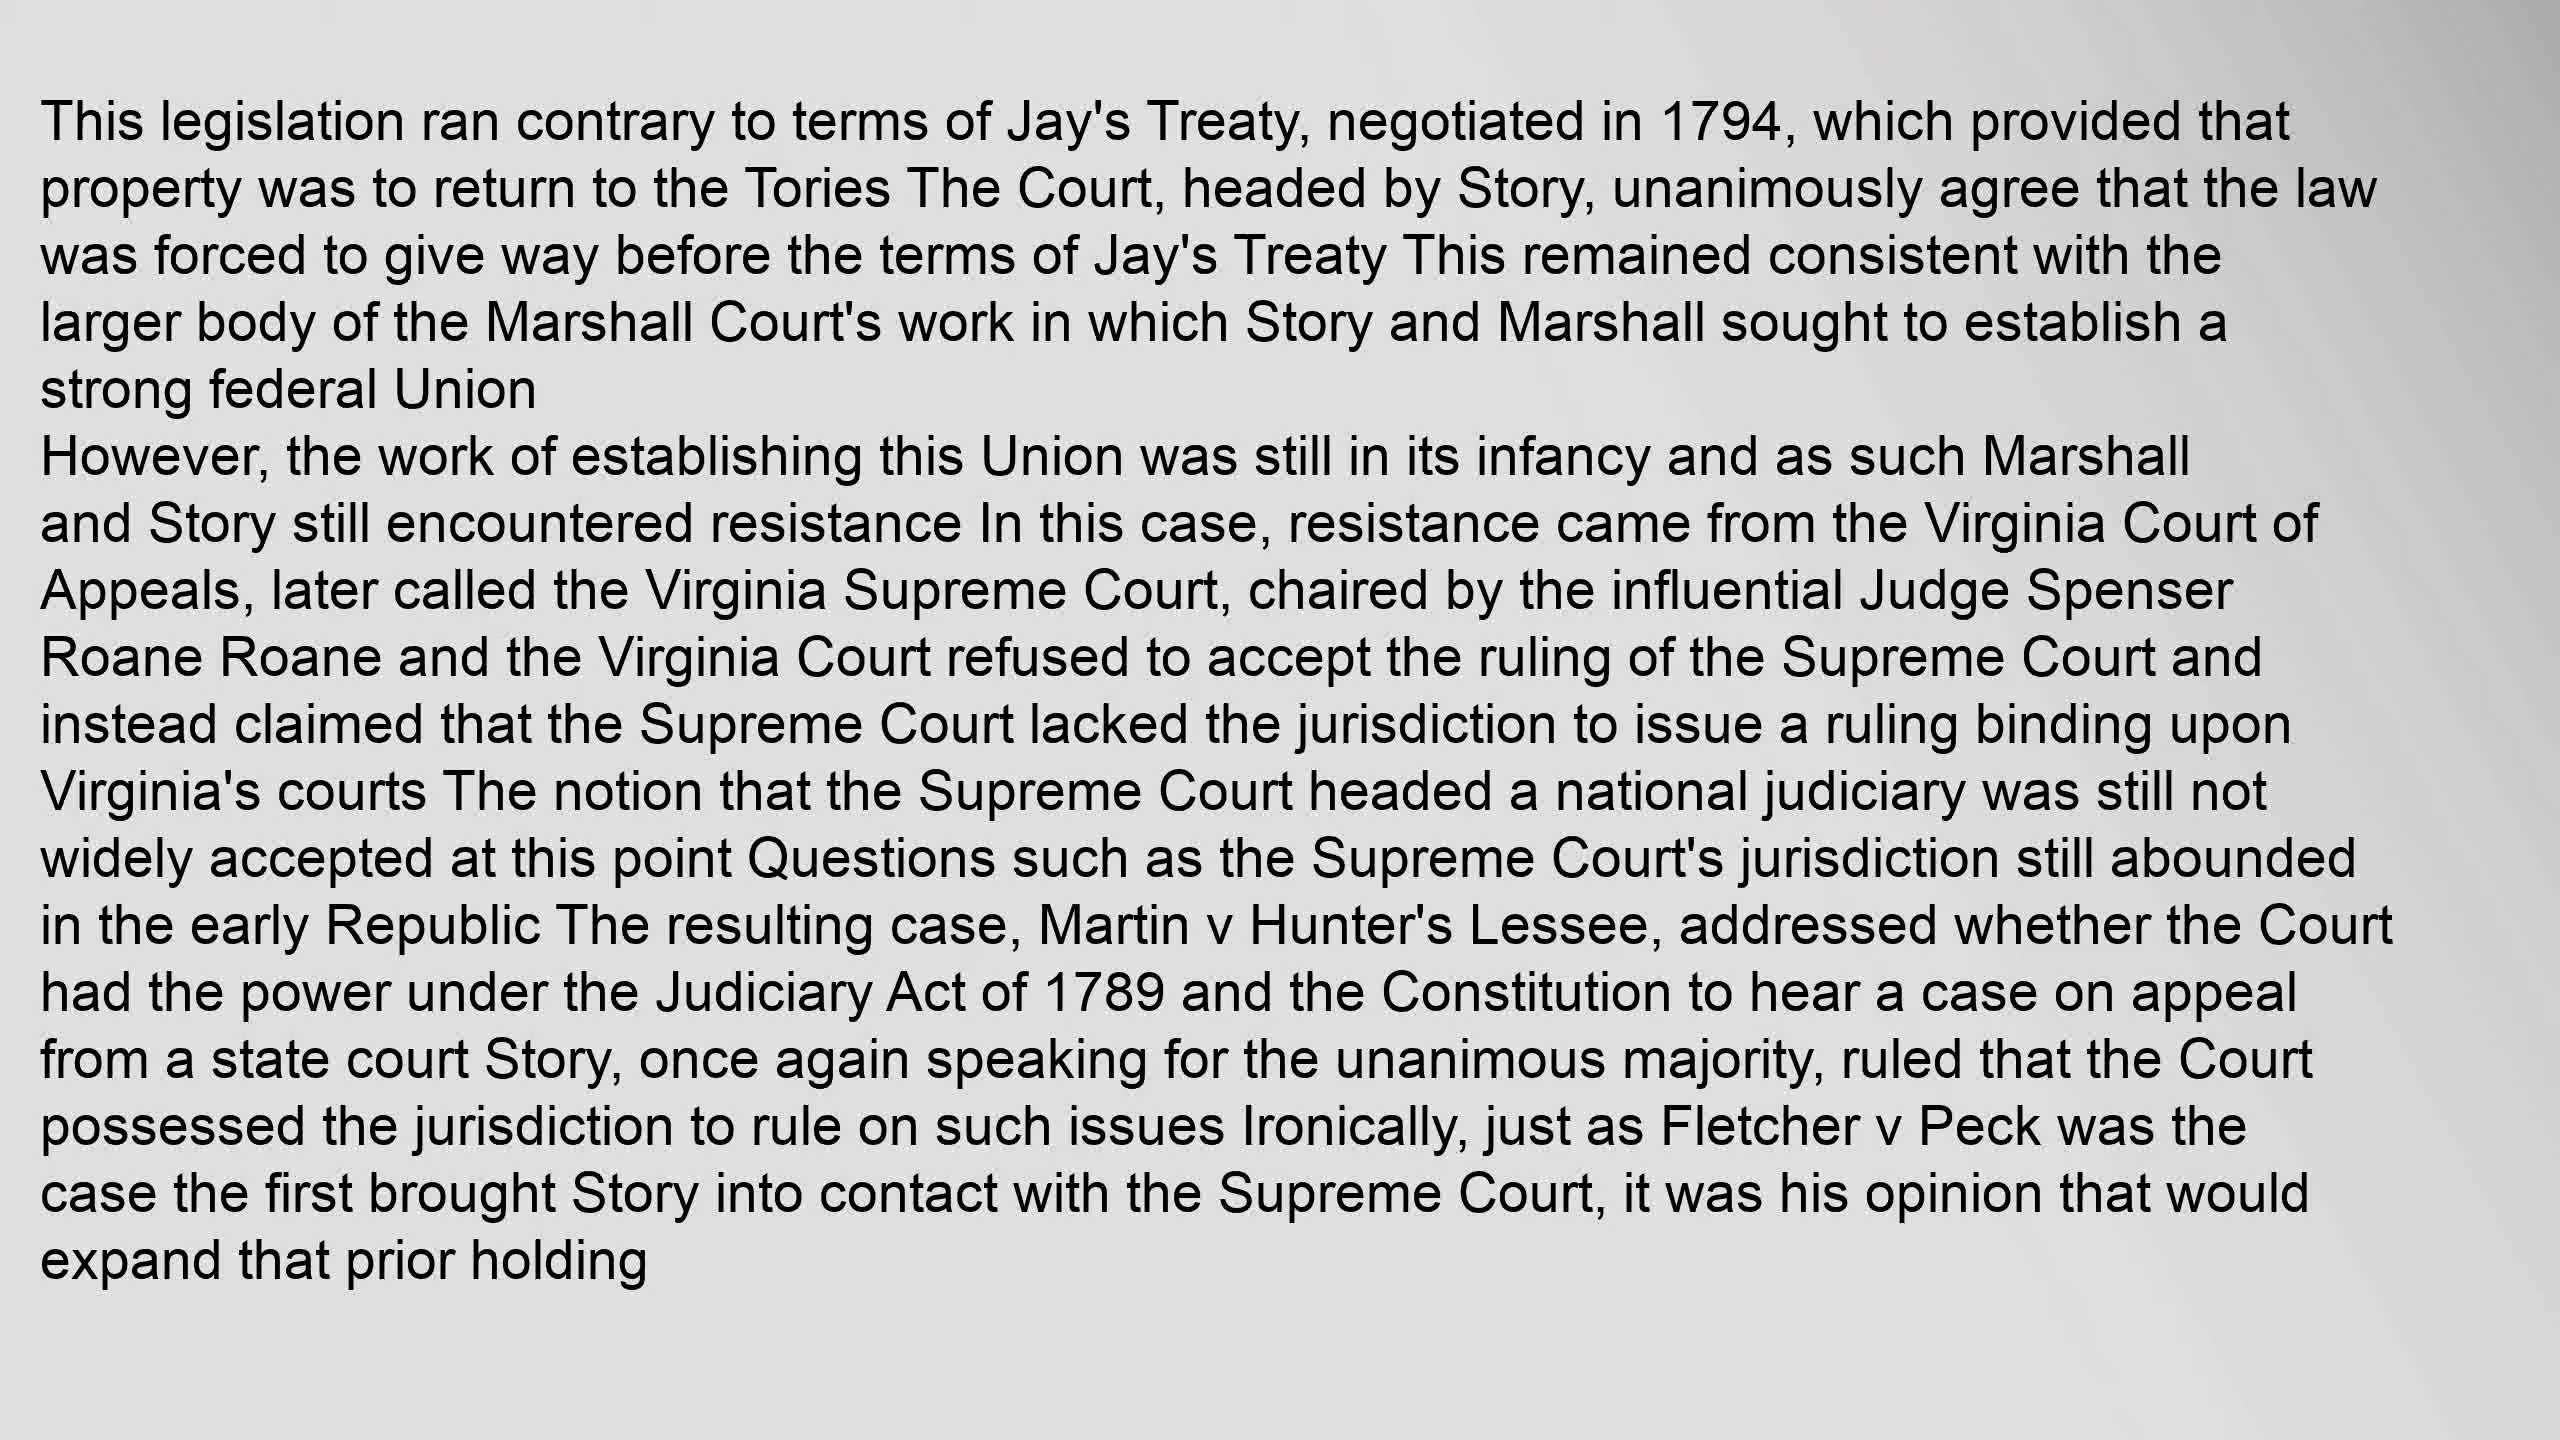 This legislation ran contrary to terms of Jay's Treaty, negotiated in 1794, which provided that
property was to return to the Tories The Court, headed by Story, unanimously agree that the law
was forced to give way before the terms of Jay's Treaty This remained consistent with the
larger body of the Marshall Court's work in which Story and Marshall sought to establish a
strong federal Union
However, the work of establishing this Union was still in its infancy and as such Marshall
and Story still encountered resistance In this case, resistance came from the Virginia Court of
Appeals, later called the Virginia Supreme Court, chaired by the influential Judge Spenser
Roane Roane and the Virginia Court refused to accept the ruling of the Supreme Court and
instead claimed that the Supreme Court lacked the jurisdiction to issue a ruling binding upon
Virginia's courts The notion that the Supreme Court headed a national judiciary was still not
widely accepted at this point Questions such as the Supreme Court's jurisdiction still abounded
in the early Republic The resulting case, Martin v Hunter's Lessee, addressed whether the Court
had the power under the Judiciary Act of 1789 and the Constitution to hear a case on appeal
from a state court Story, once again speaking for the unanimous majority, ruled that the Court
possessed the jurisdiction to rule on such issues Ironically, just as Fletcher v Peck was the
case the first brought Story into contact with the Supreme Court, it was his opinion that would
expand that prior holding